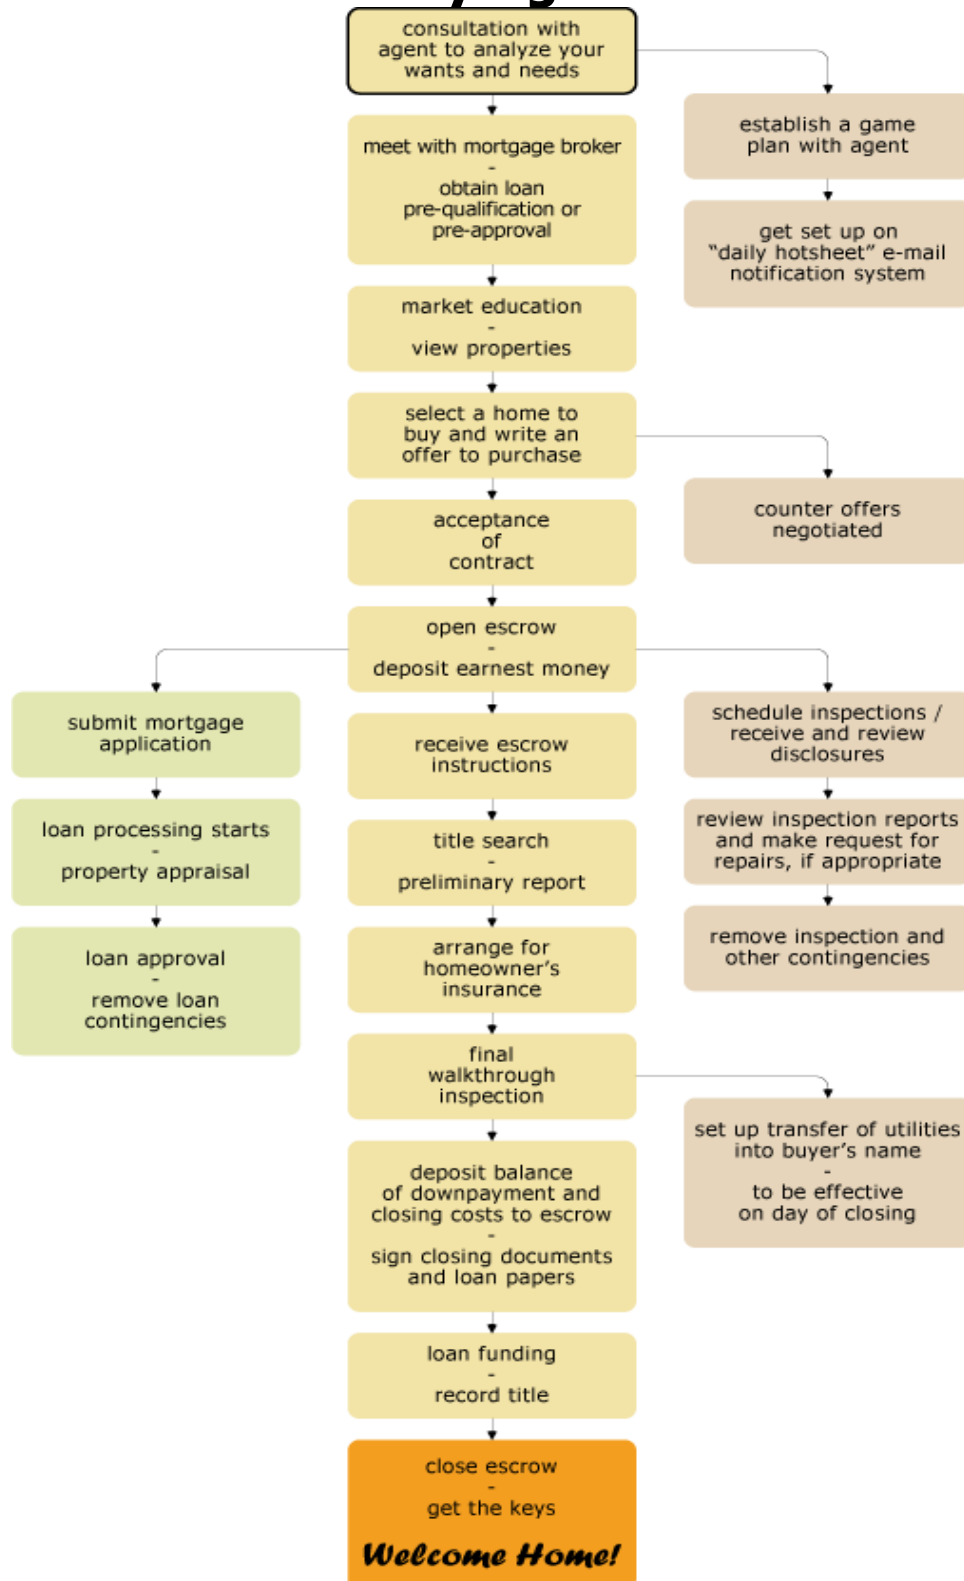 consultation with
agent to analyze your
wants and needs
establish a game
plan with agent
get set up on
“daily hotsheet” e-mail
notification system
meet with mortgage broker
-
obtain loan
pre-qualification or
pre-approval
market education
-
view properties
select a home to
buy and write an
offer to purchase
counter offers
negotiated
acceptance
of
contract
open escrow
-
deposit earnest money
submit mortgage
application
loan processing starts
-
property appraisal
loan approval
-
remove loan
contingencies
receive escrow
instructions
title search
-
preliminary report
arrange for
homeowner’s
insurance
final
walkthrough
inspection
schedule inspections /
receive and review
disclosures
review inspection reports
and make request for
repairs, if appropriate
remove inspection and
other contingencies
set up transfer of utilities
into buyer’s name
-
to be effective
on day of closing
deposit balance
of downpayment and
closing costs to escrow
-
sign closing documents
and loan papers
loan funding
-
record title
close escrow
-
get the keys
Welcome Home!